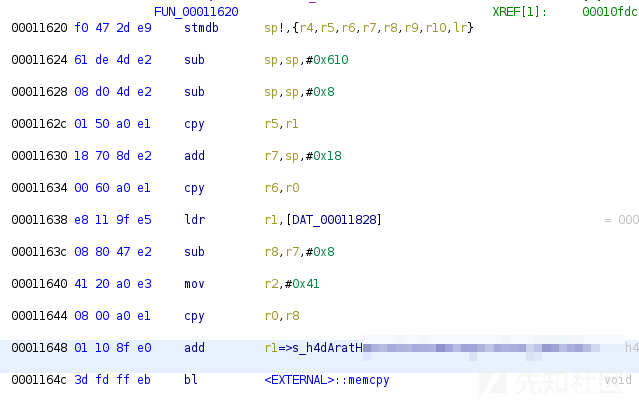 FUN_00011620 XREF[1]: 00010fdc
00011620 f0 47 2d e9 stmdb sp!,{r4,r5,r6,r7,r8,r9,r10,lr}
00011624 61 de 4d e2 sub sp,sp,#0x610
00011628 08 d0 4d e2 sub sp,sp,#0x8
0001162c 01 50 a0 e1 cpy r5,r1
00011630 18 70 8d e2 add r7,sp,#0x18
00011634 00 60 a0 e1 cpy r6,r0
00011638 e8 11 9f e5 ldr r1,[DAT_00011828] = 000
0001163c 08 80 47 e2 sub r8,r7,#0x8
00011640 41 20 a0 e3 mov r2,#0x41
00011644 08 00 a0 e1 cpy r0,r8
00011648 01 10 8f e0 add r1=>s_h4dAratH h4
0001164c 3d fd ff eb bl <EXTERNAL>::memcpy void
先知社区